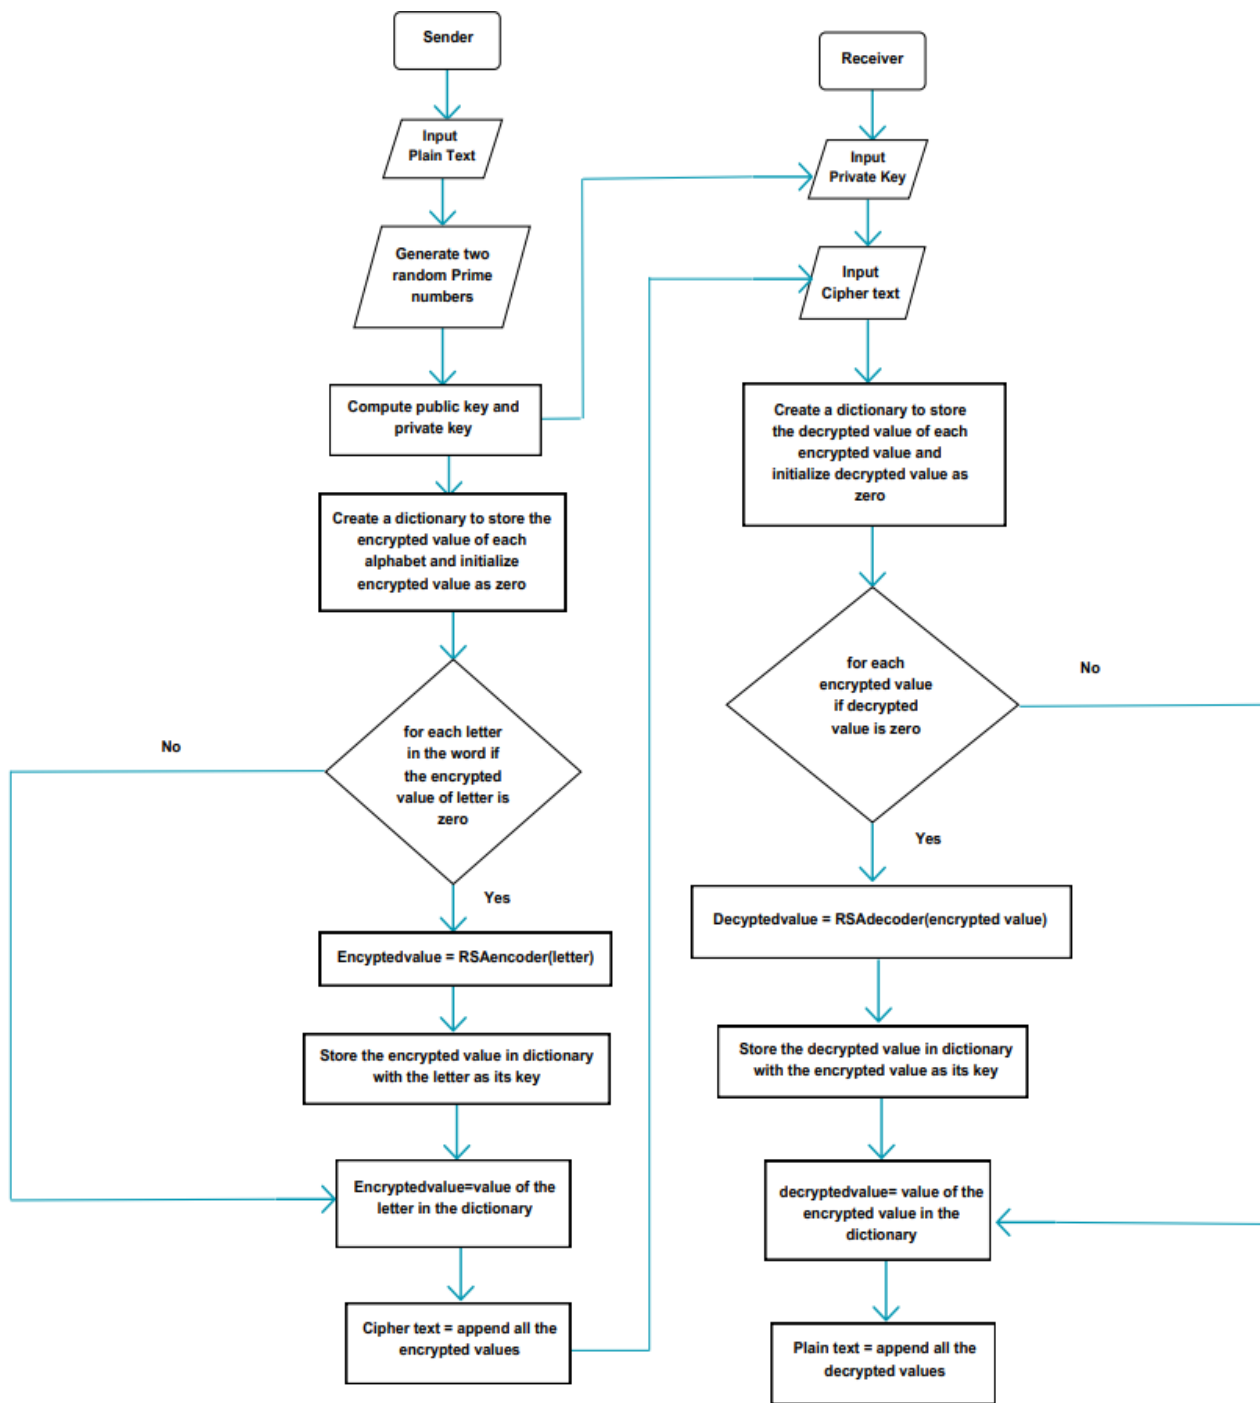 Sender
Input
Plain Text
Generate two
random Prime
numbers
Compute public key and
private key
Create a dictionary to store the
encrypted value of each
alphabet and initialize
encrypted value as zero
for each letter
in the word if
the encrypted
value of letter is
zero
No
Yes
Encyptedvalue = RSAencoder(letter)
Store the encrypted value in dictionary
with the letter as its key
Encryptedvalue=value of the
letter in the dictionary
Cipher text = append all the
encrypted values
Receiver
Input
Private Key
Input
Cipher text
Create a dictionary to store
the decrypted value of each
encrypted value and
initialize decrypted value as
zero
for each
encrypted value
if decrypted
value is zero
No
Yes
Decyptedvalue = RSAdecoder(encrypted value)
Store the decrypted value in dictionary
with the encrypted value as its key
decryptedvalue= value of the
encrypted value in the
dictionary
Plain text = append all the
decrypted values